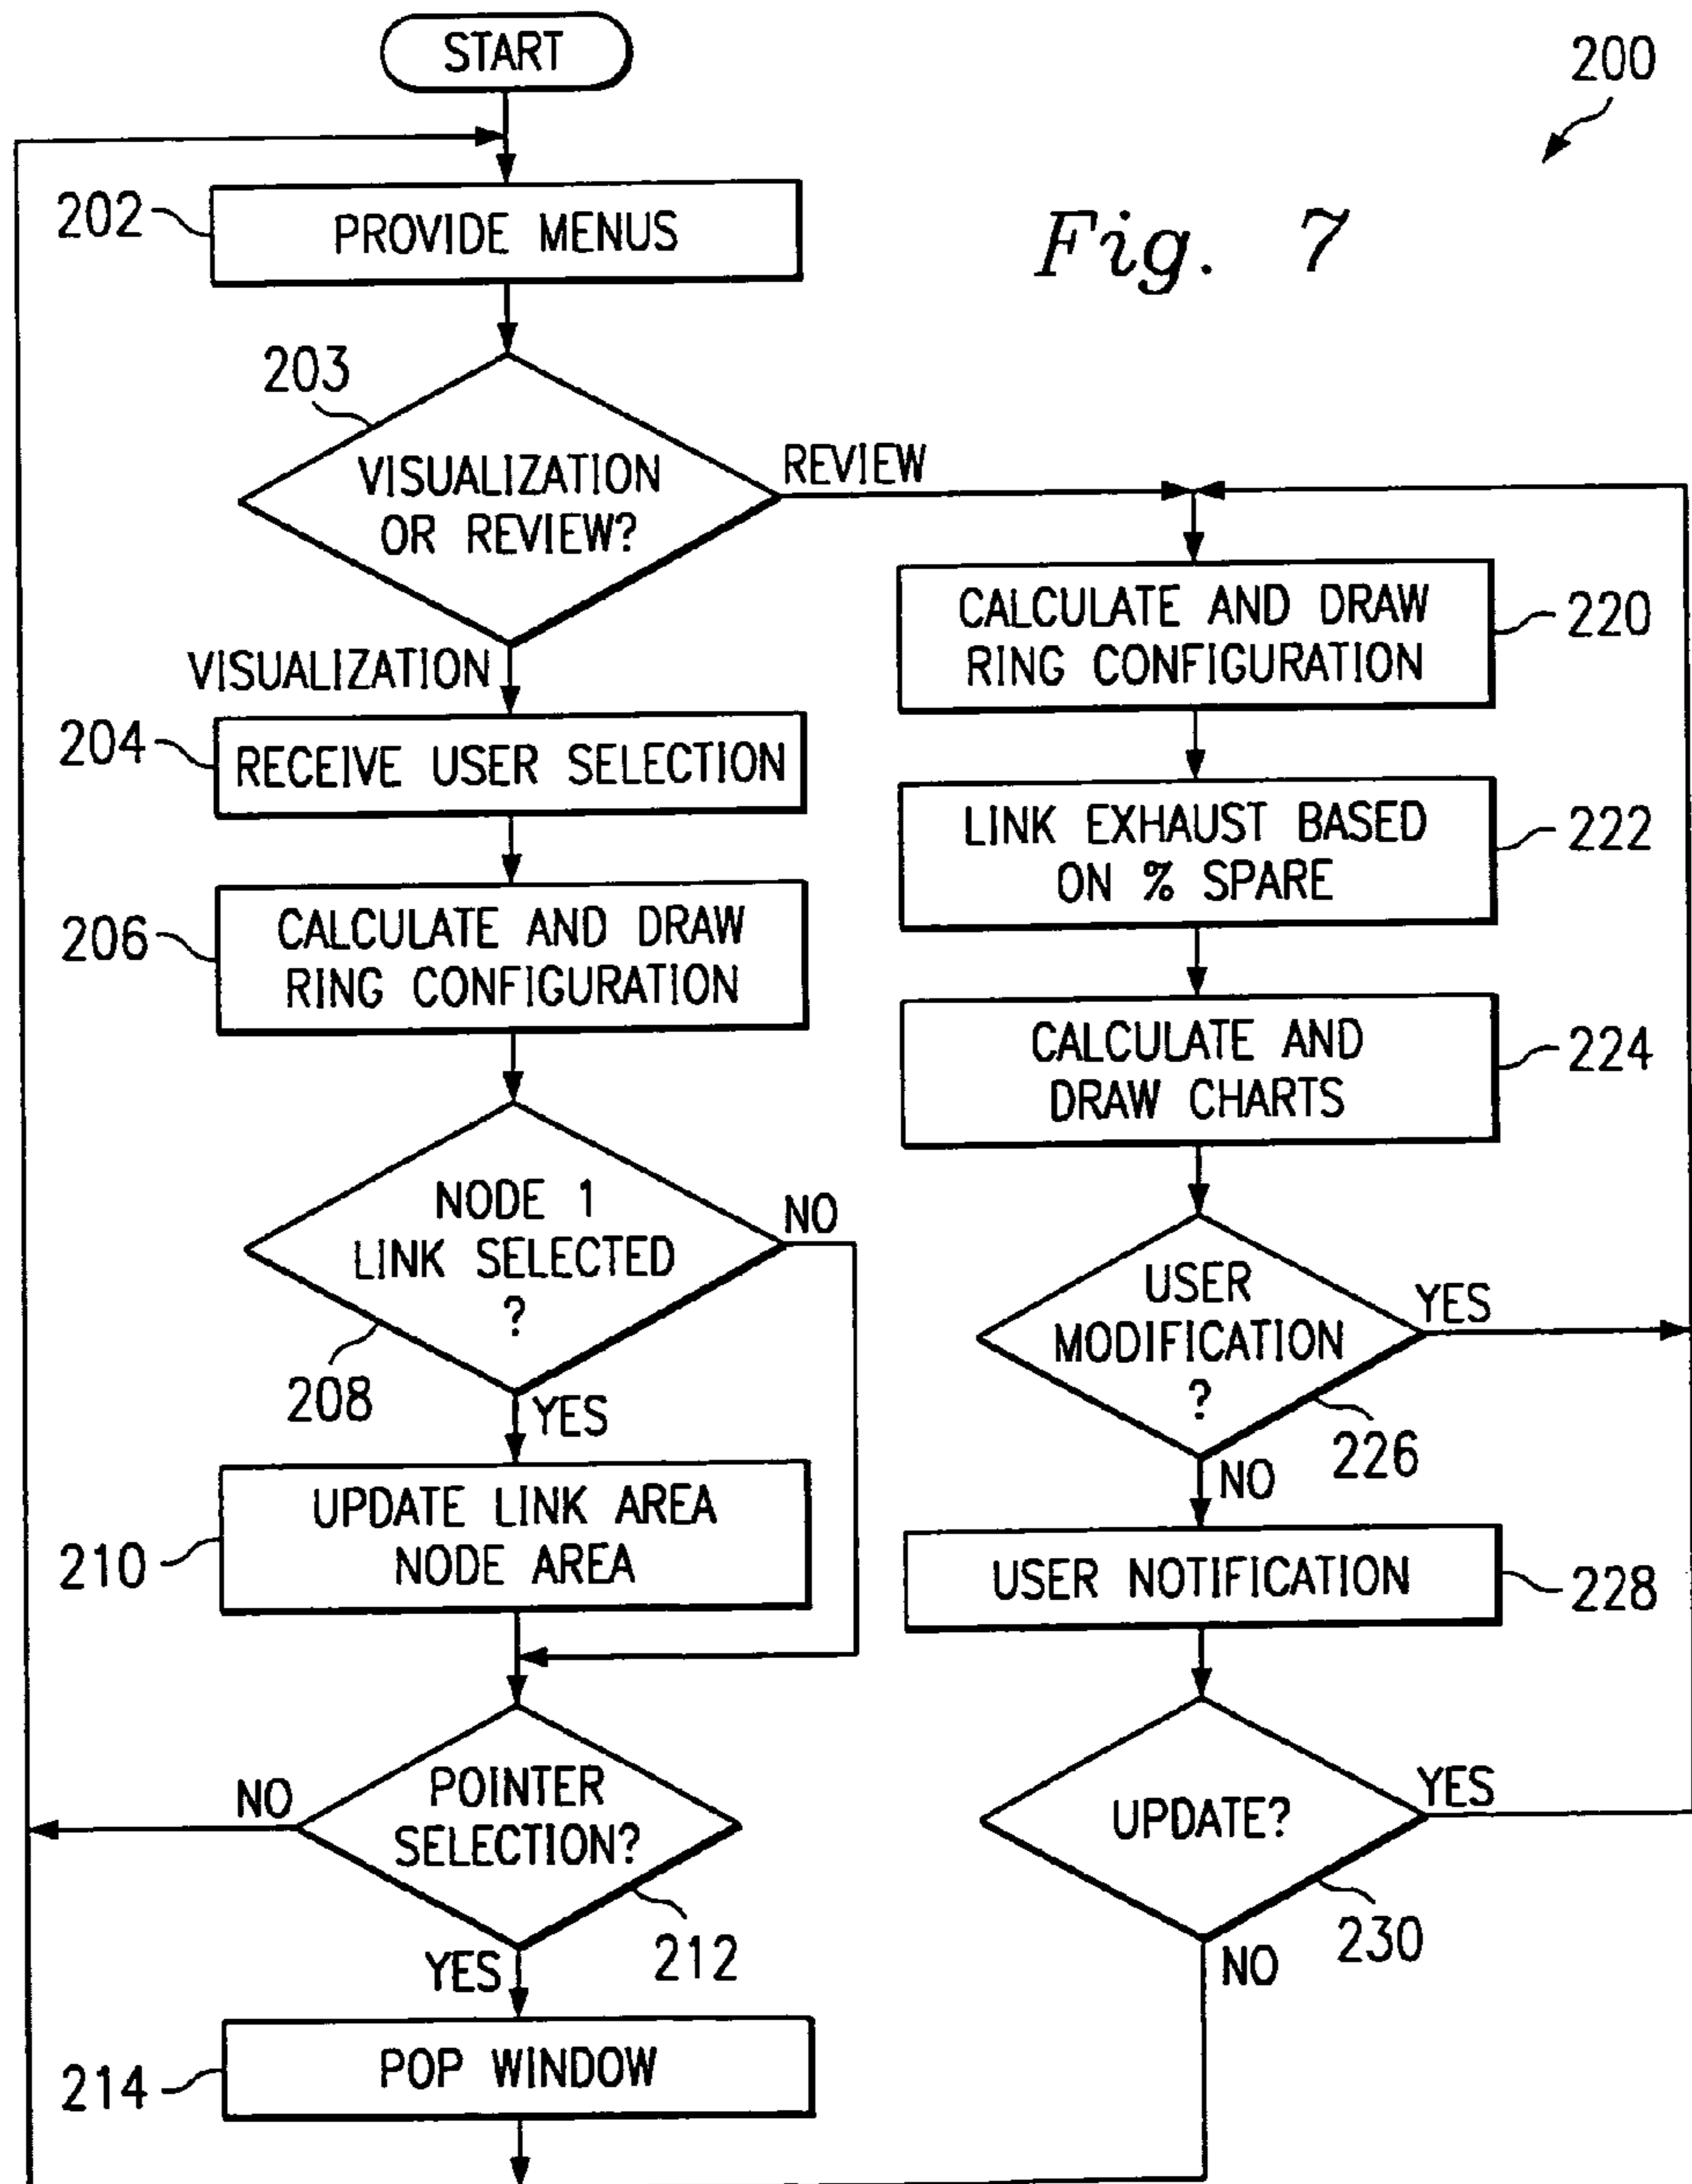 START
200
202
PROVIDE MENUS
Fig. 7
203
VISUALIZATION
OR REVIEW?
REVIEW
VISUALIZATION
204
RECEIVE USER SELECTION
206
CALCULATE AND DRAW
RING CONFIGURATION
NODE 1
LINK SELECTED
?
NO
208
YES
210
UPDATE LINK AREA
NODE AREA
NO
POINTER
SELECTION?
212
YES
214
POP WINDOW
CALCULATE AND DRAW
RING CONFIGURATION
220
LINK EXHAUST BASED
ON % SPARE
222
CALCULATE AND
DRAW CHARTS
224
USER
MODIFICATION
?
YES
226
NO
USER NOTIFICATION
228
UPDATE?
YES
230
NO